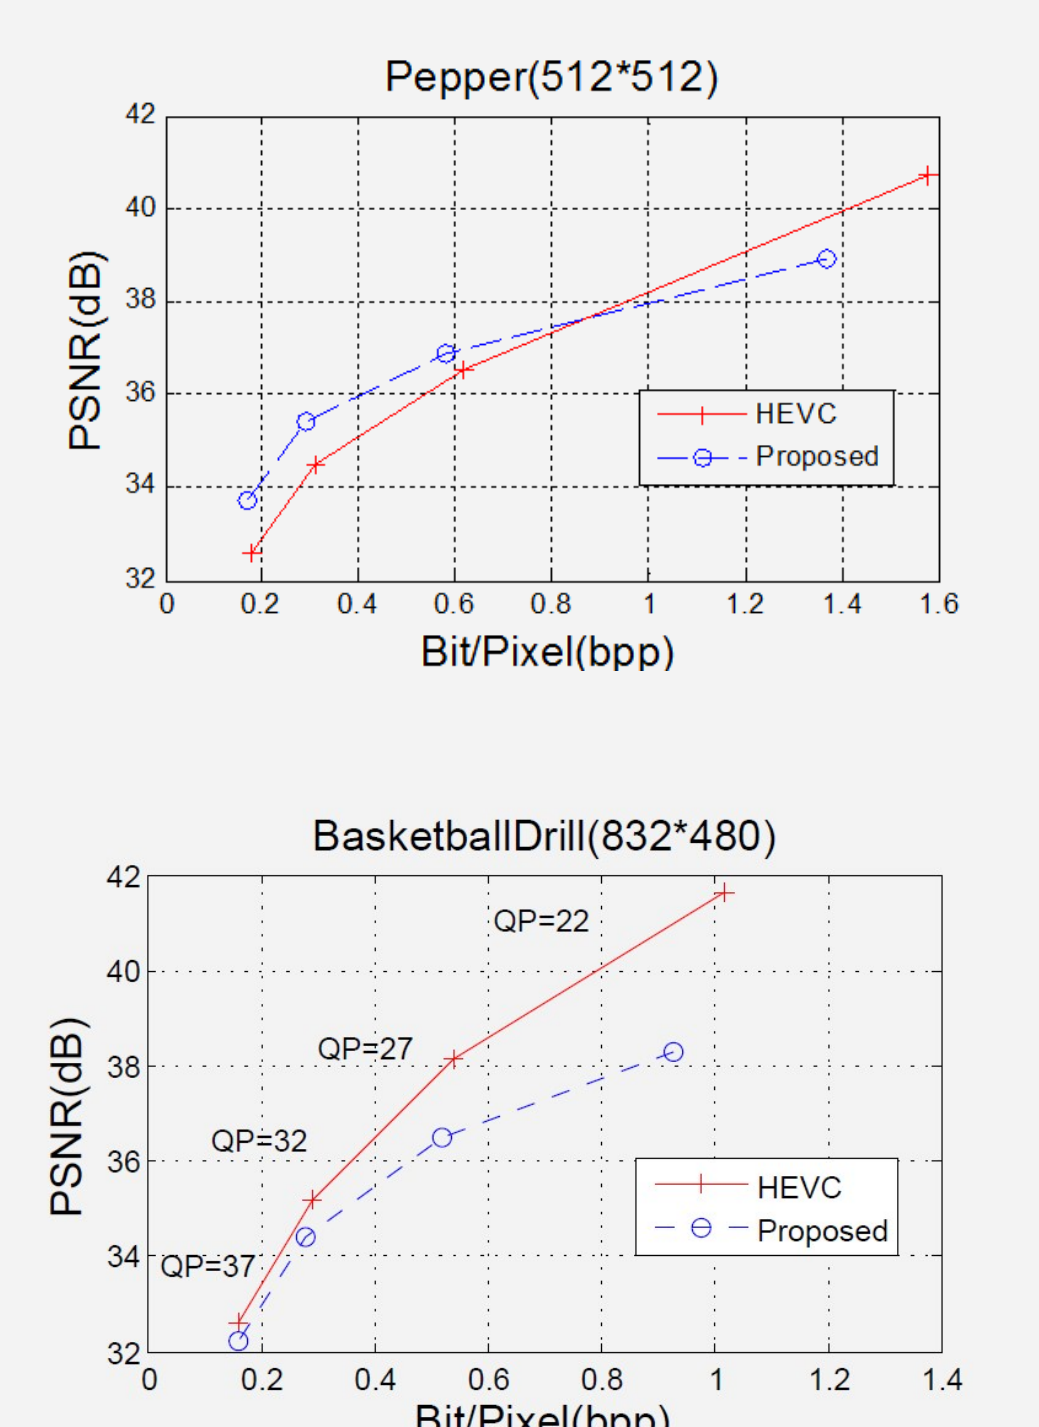 Pepper(512*512)
42
40
38
36
34
32
PSNR(dB)
HEVC
Proposed
0 0.2 0.4 0.6 0.8 1 1.2 1.4 1.6
Bit/Pixel(bpp)
BasketballDrill(832*480)
42
40
38
36
34
32
PSNR(dB)
QP=22
QP=27
QP=32
QP=37
HEVC
Proposed
0 0.2 0.4 0.6 0.8 1 1.2 1.4
Bit/Pixel(bpp)